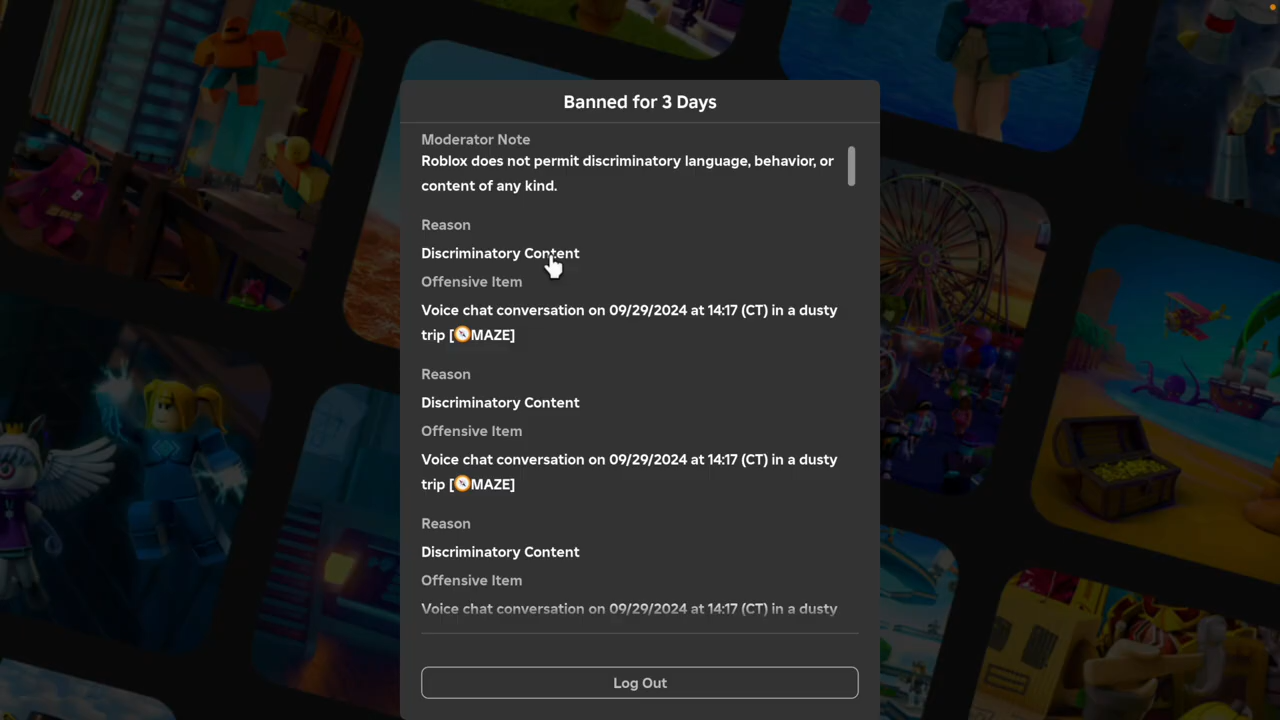 Banned for 3 Days
Moderator Note
Roblox does not permit discriminatory language, behavior, or
content of any kind.
Reason
Discriminatory Content
Offensive Item
Voice chat conversation on 09/29/2024 at 14:17 (CT) in a dusty
trip [🧭MAZE]
Reason
Discriminatory Content
Offensive Item
Voice chat conversation on 09/29/2024 at 14:17 (CT) in a dusty
trip [🧭MAZE]
Reason
Discriminatory Content
Offensive Item
Voice chat conversation on 09/29/2024 at 14:17 (CT) in a dusty
Log Out